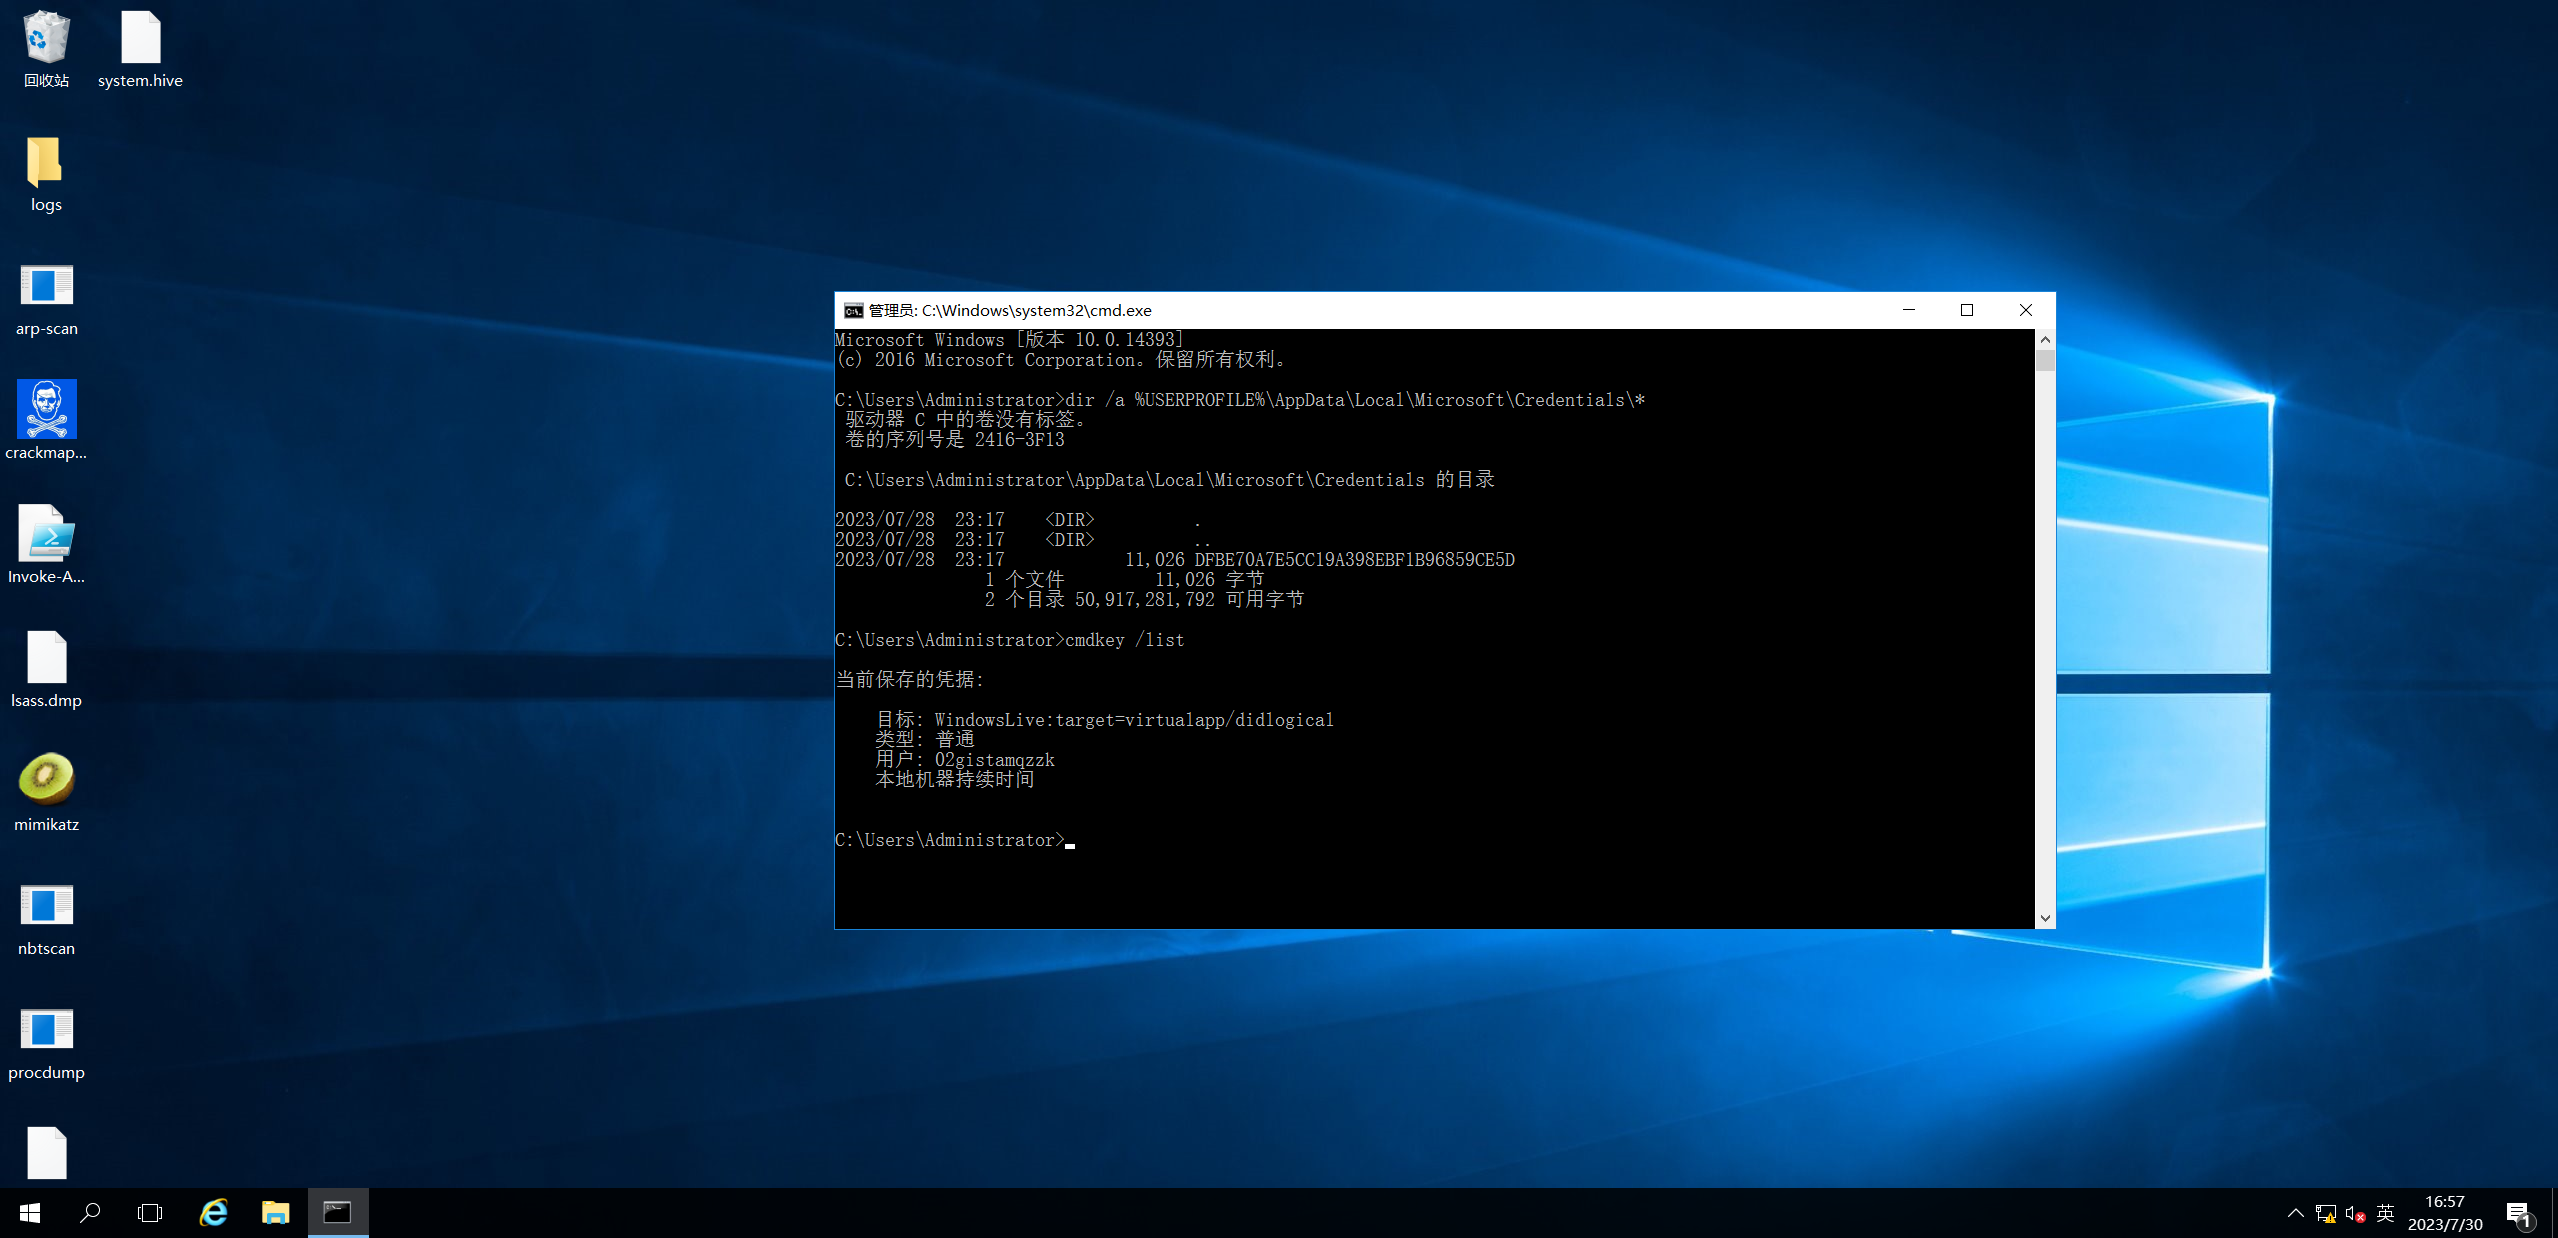 回收站
system.hive
logs
arp-scan
crackmap...
Invoke-A...
lsass.dmp
mimikatz
nbtscan
procdump
管理员: C:\Windows\system32\cmd.exe
Microsoft Windows [版本 10.0.14393]
(c) 2016 Microsoft Corporation。保留所有权利。
C:\Users\Administrator>dir /a %USERPROFILE%\AppData\Local\Microsoft\Credentials\*
驱动器 C 中的卷没有标签。
卷的序列号是 2416-3F13
C:\Users\Administrator\AppData\Local\Microsoft\Credentials 的目录
2023/07/28  23:17    <DIR>          .
2023/07/28  23:17    <DIR>          ..
2023/07/28  23:17            11,026 DFBE70A7E5CC19A398EBF1B96859CE5D
1 个文件         11,026 字节
2 个目录 50,917,281,792 可用字节
C:\Users\Administrator>cmdkey /list
当前保存的凭据:
目标: WindowsLive:target=virtualapp/didlogical
类型: 普通
用户: 02gistamqzzk
本地机器持续时间
C:\Users\Administrator>
英
16:57
2023/7/30
1